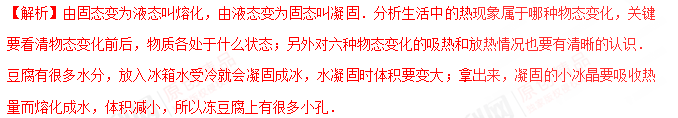 【解析】由固态变为液态叫熔化，由液态变为固态叫凝固．分析生活中的热现象属于哪种物态变化，关键
要看清物态变化前后，物质各处于什么状态；另外对六种物态变化的吸热和放热情况也要有清晰的认识．
豆腐有很多水分，放入冰箱水受冷就会凝固成冰，水凝固时体积要变大；拿出来，凝固的小冰晶要吸收热
量而熔化成水，体积减小，所以冻豆腐上有很多小孔．